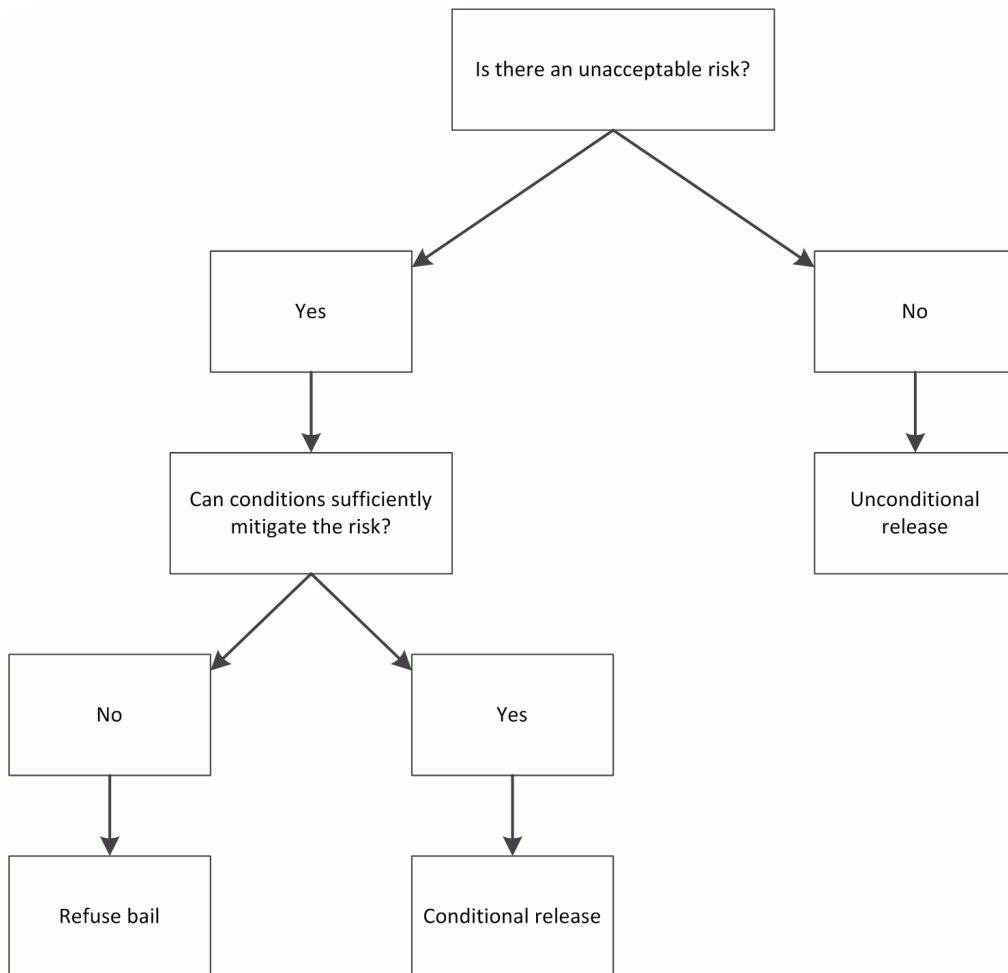 Is there an unacceptable risk?
Yes
No
Can conditions sufficiently
mitigate the risk?
Unconditional
release
No
Yes
Refuse bail
Conditional release